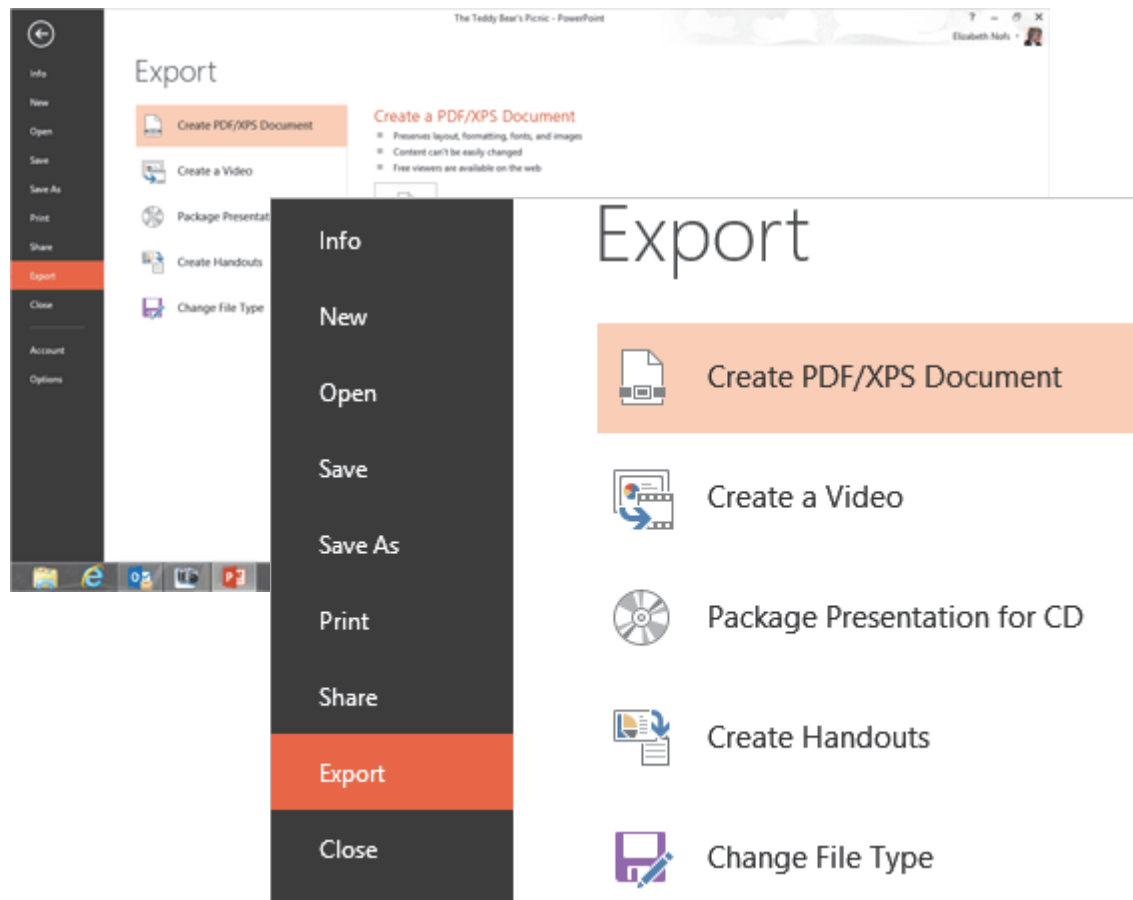 The Teddy Bear's Picnic - PowerPoint
? – X
Elizabeth Nofs
Info
New
Open
Save
Save As
Print
Share
Export
Close
Account
Options
Export
Create PDF/XPS Document
Create a Video
Package Presentat
Create Handouts
Change File Type
Create a PDF/XPS Document
Preserves layout, formatting, fonts, and images
Content can't be easily changed
Free viewers are available on the web
Info
New
Open
Save
Save As
Print
Share
Export
Close
Export
Create PDF/XPS Document
Create a Video
Package Presentation for CD
Create Handouts
Change File Type